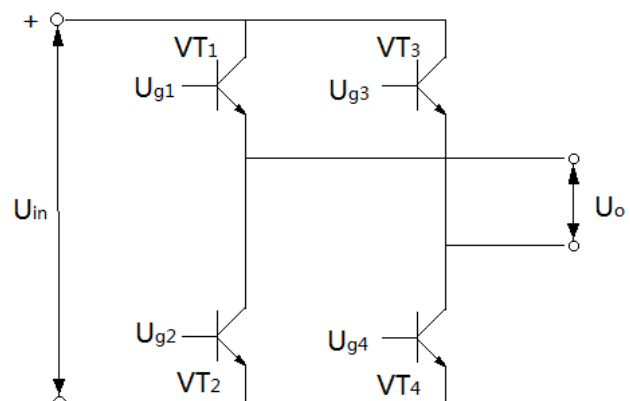 +
VT₁
VT₃
Ug1
Ug3
Uin
Uo
Ug2
Ug4
VT₂
VT₄